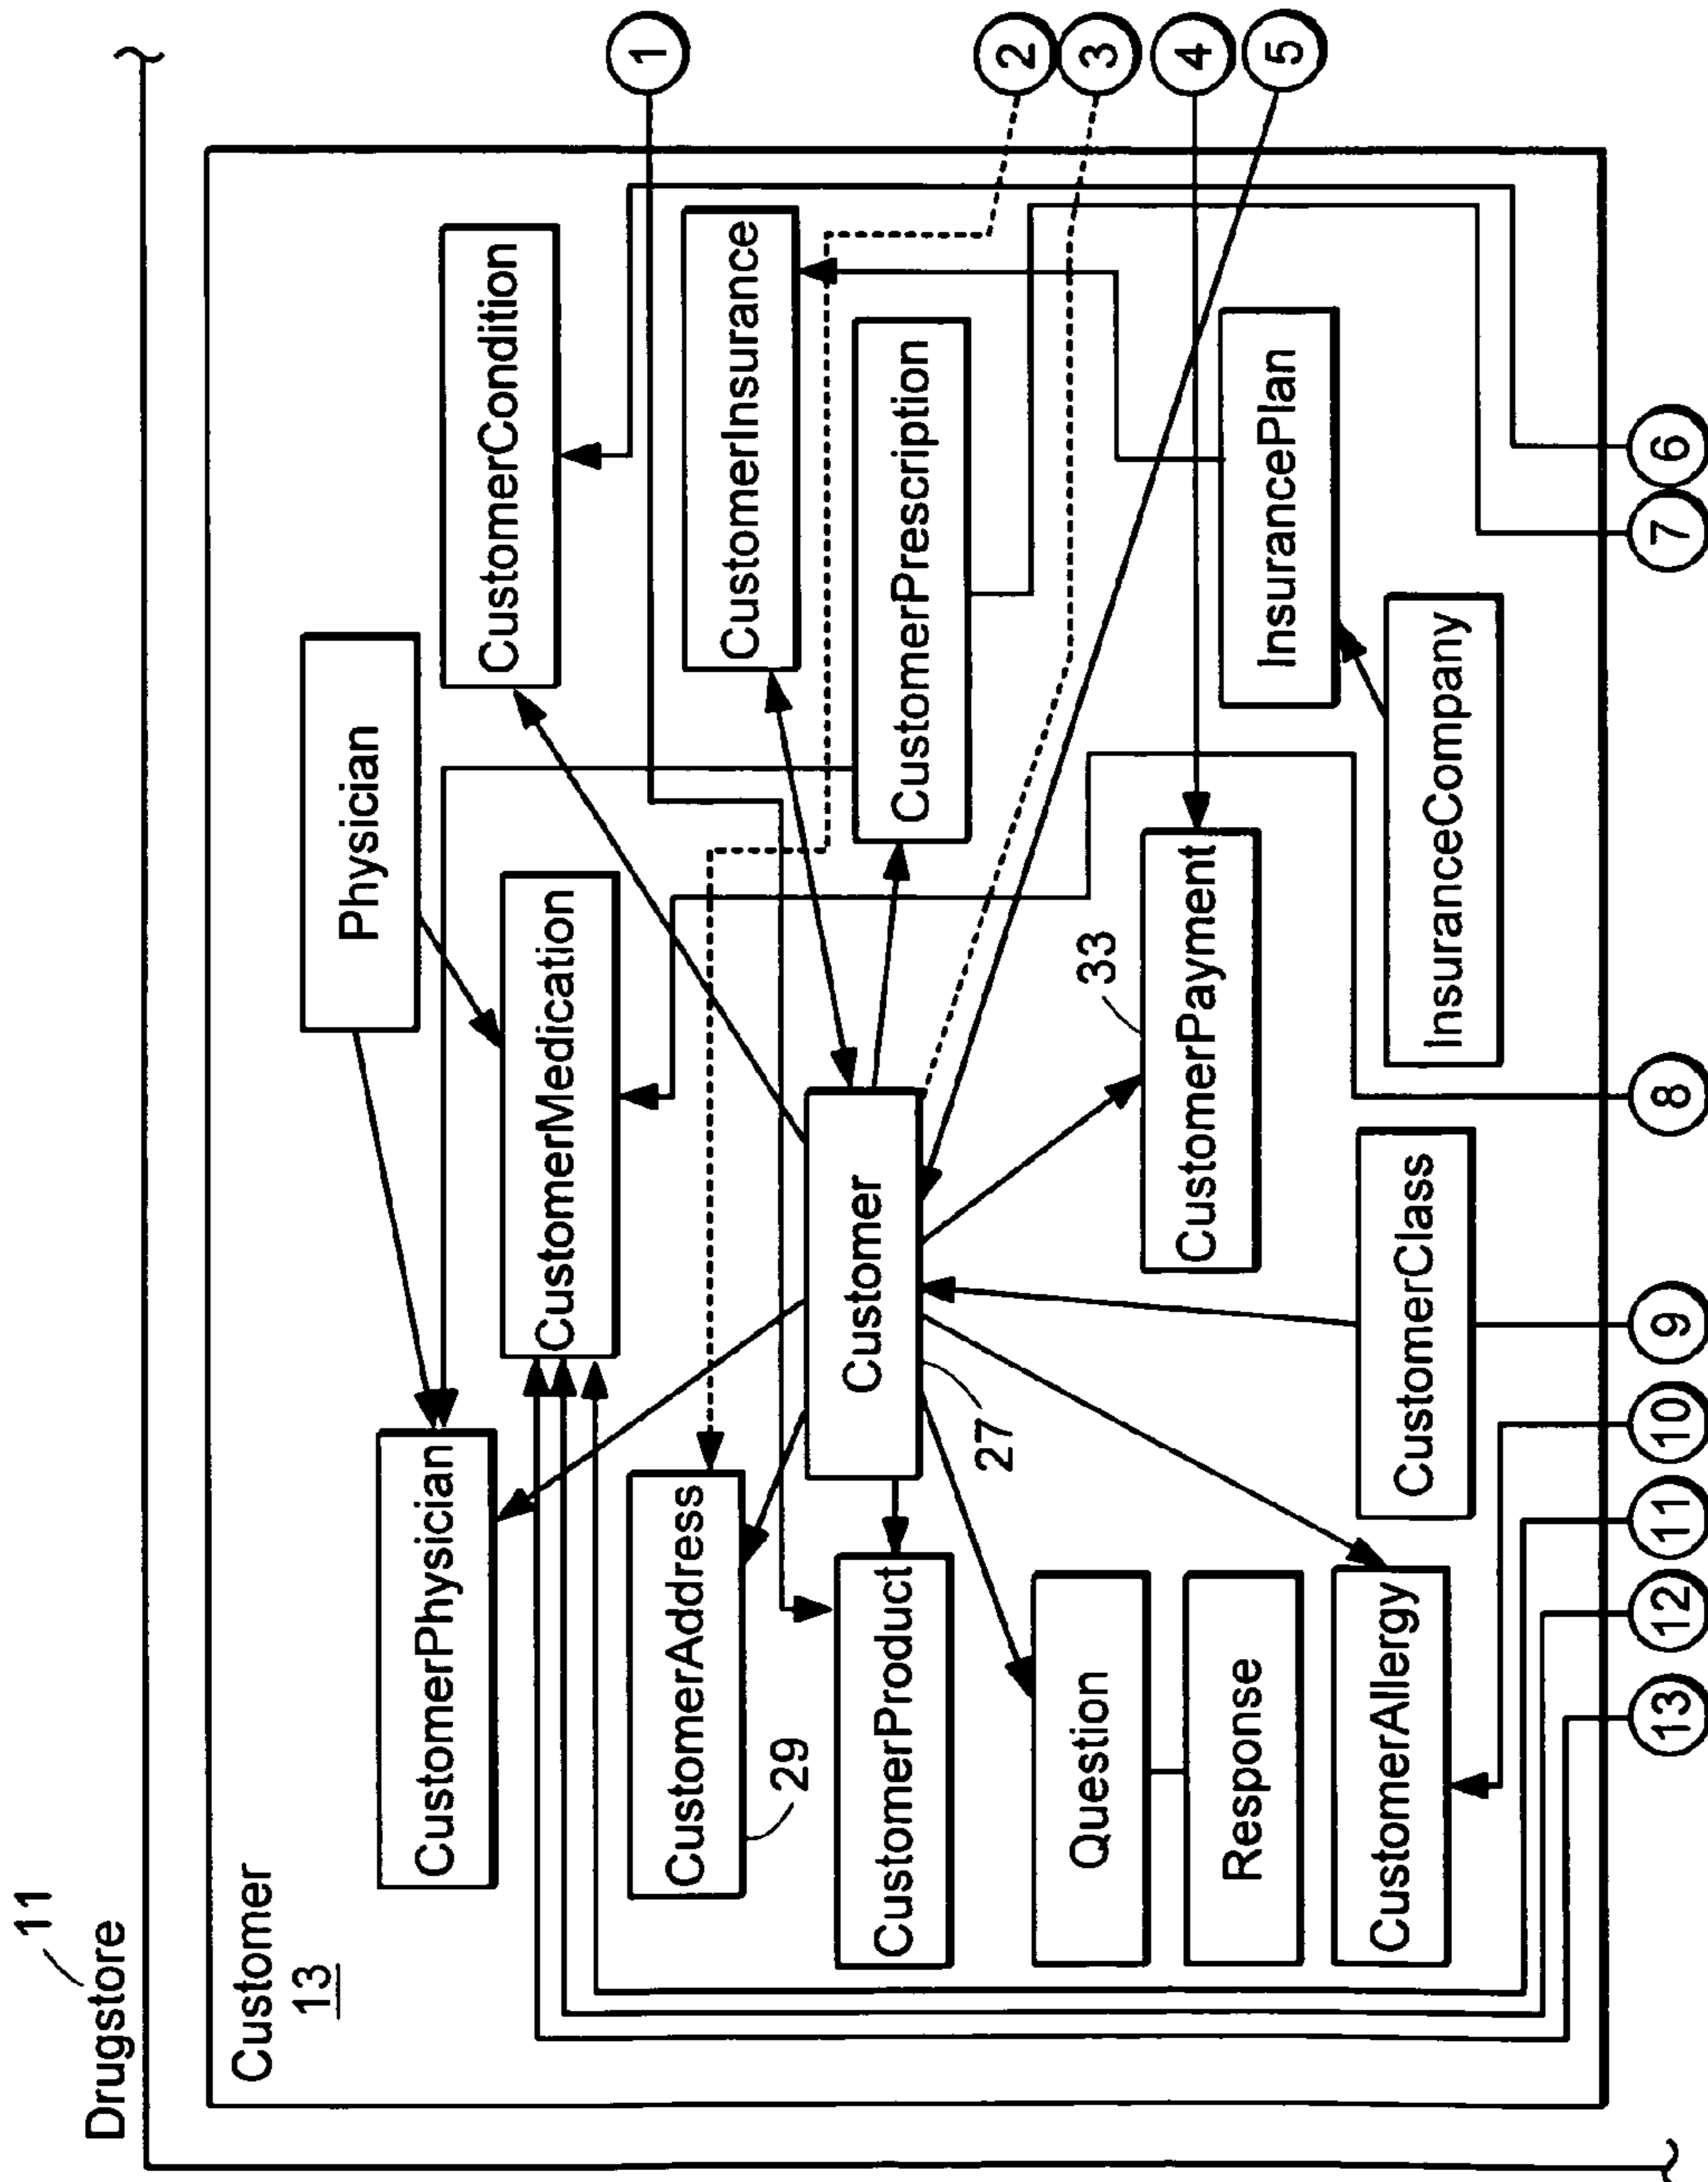 Drugstore 11
Customer
13
CustomerPhysician
Physician
CustomerCondition
CustomerMedication
CustomerAddress
29
CustomerInsurance
1
CustomerProduct
Customer
27
CustomerPrescription
2
3
Question
Response
CustomerPayment
33
InsurancePlan
4
5
CustomerAllergy
CustomerClass
InsuranceCompany
13
12
11
10
9
8
7
6